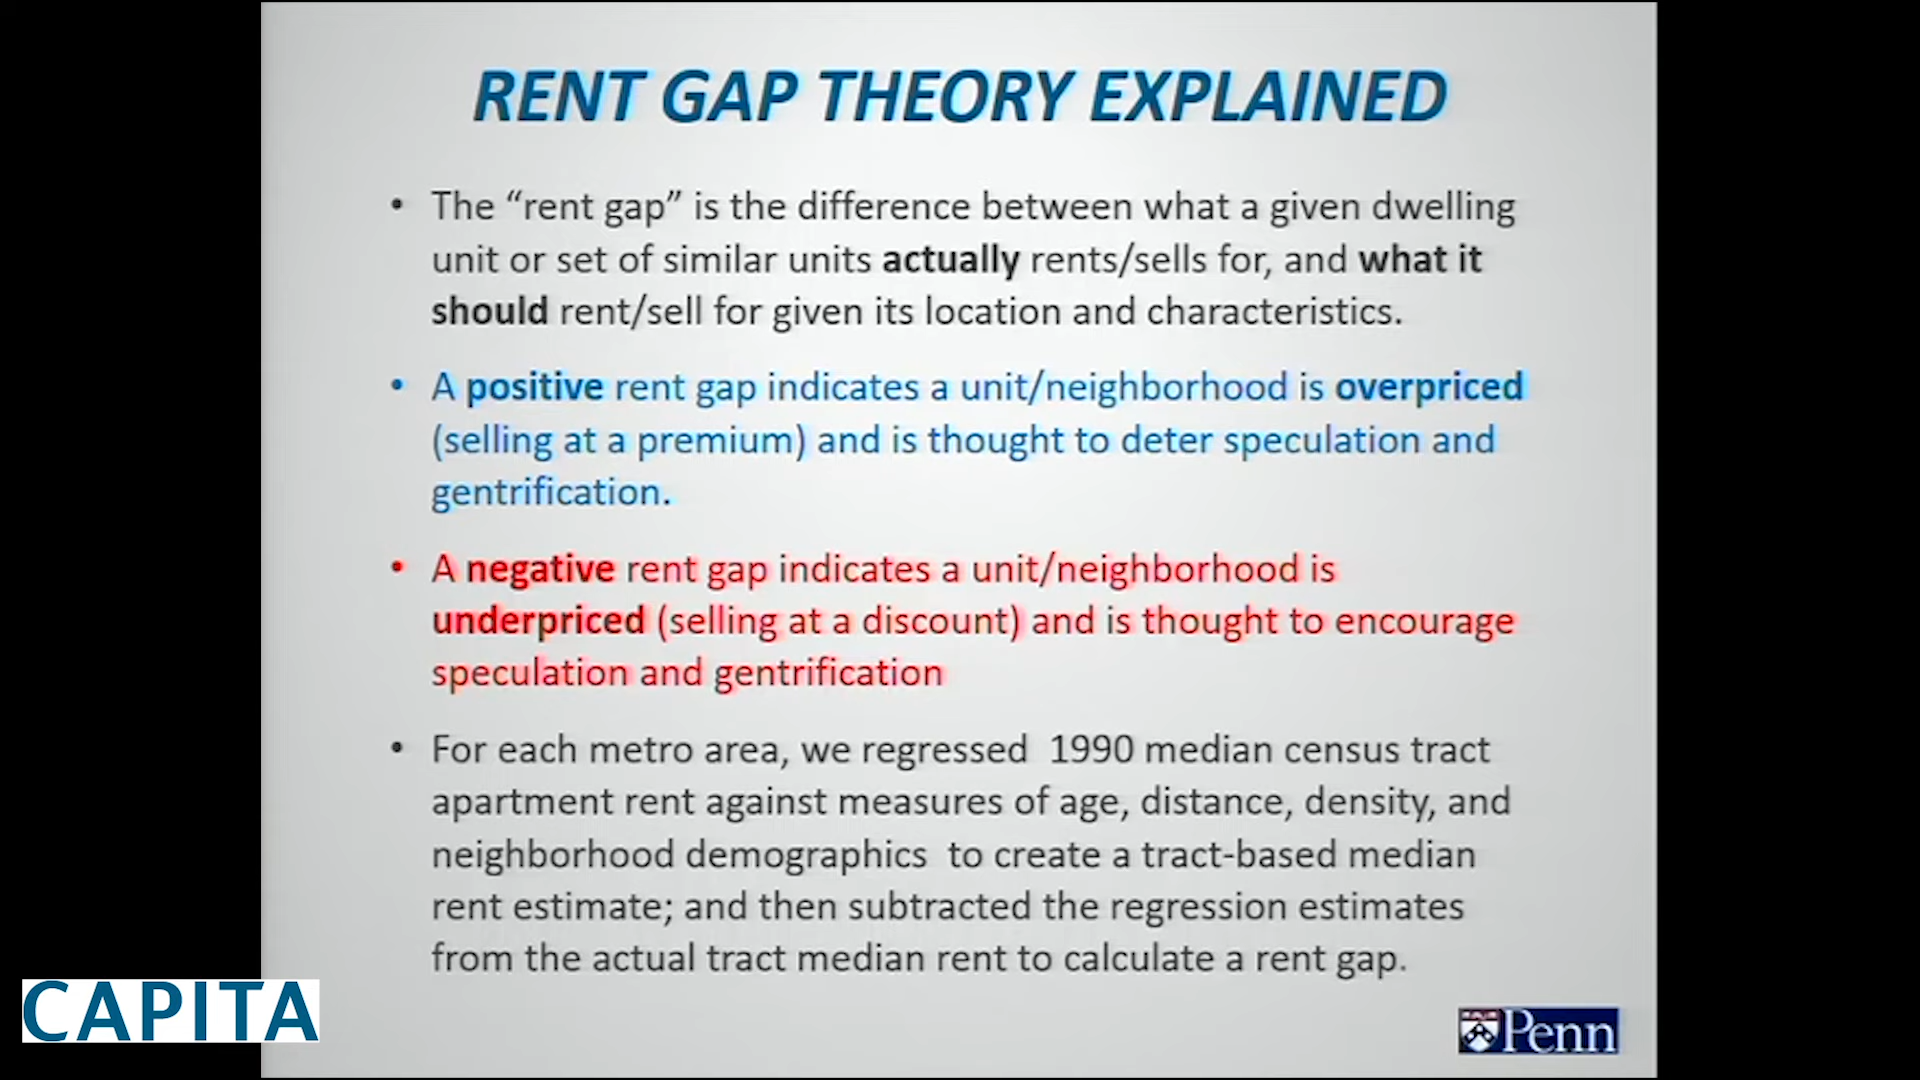 RENT GAP THEORY EXPLAINED
• The “rent gap” is the difference between what a given dwelling
unit or set of similar units actually rents/sells for, and what it
should rent/sell for given its location and characteristics.
• A positive rent gap indicates a unit/neighborhood is overpriced
(selling at a premium) and is thought to deter speculation and
gentrification.
• A negative rent gap indicates a unit/neighborhood is
underpriced (selling at a discount) and is thought to encourage
speculation and gentrification
• For each metro area, we regressed  1990 median census tract
apartment rent against measures of age, distance, density, and
neighborhood demographics  to create a tract-based median
rent estimate; and then subtracted the regression estimates
from the actual tract median rent to calculate a rent gap.
CAPITA
Penn